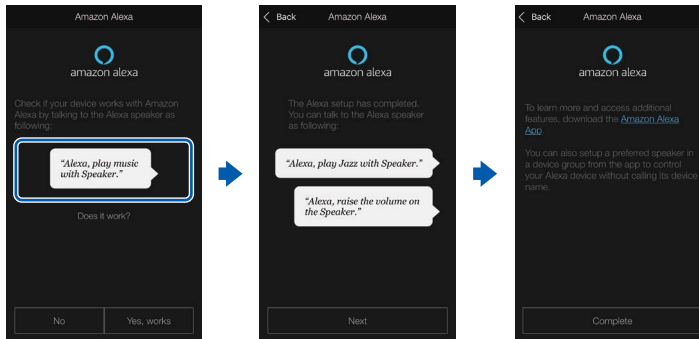 Amazon Alexa
amazon alexa
Check if your device works with Amazon
Alexa by talking to the Alexa speaker as
following:
“Alexa, play music
with Speaker.”
Does it work?
No
Yes, works
Back
Amazon Alexa
amazon alexa
The Alexa setup has completed.
You can talk to the Alexa speaker
as following:
“Alexa, play Jazz with Speaker.”
“Alexa, raise the volume on
the Speaker.”
Next
Back
Amazon Alexa
amazon alexa
To learn more and access additional
features, download the Amazon Alexa
App.
You can also setup a preferred speaker in
a device group from the app to control
your Alexa device without calling its device
name.
Complete